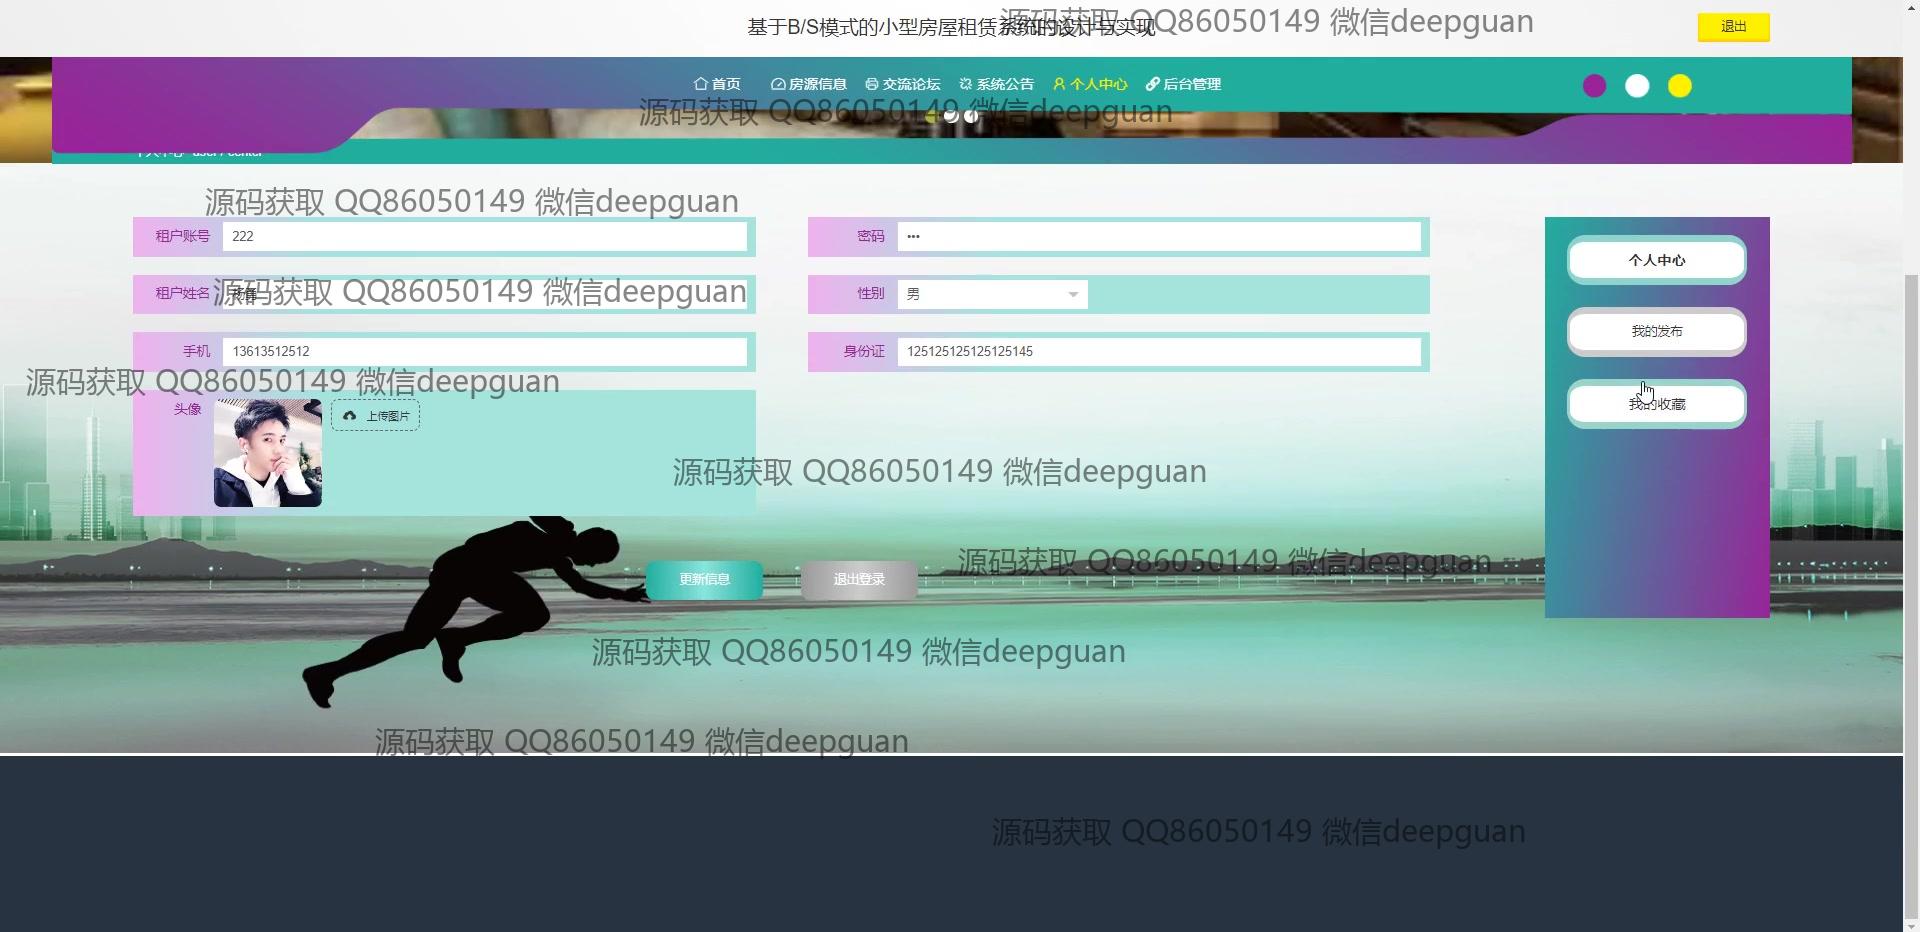 基于B/S模式的小型房屋租赁系统的设计与实现
源码获取 QQ86050149 微信deepguan
退出
首页 房源信息 交流论坛 系统公告 个人中心 后台管理
源码获取 QQ86050149 微信deepguan
个人中心 user / center
源码获取 QQ86050149 微信deepguan
租户账号 222
密码 •••
个人中心
租户姓名
源码获取 QQ86050149 微信deepguan
性别 男
我的发布
手机 13613512512
身份证 125125125125125145
源码获取 QQ86050149 微信deepguan
头像
上传图片
我的收藏
源码获取 QQ86050149 微信deepguan
源码获取 QQ86050149 微信deepguan
更新信息
退出登录
源码获取 QQ86050149 微信deepguan
源码获取 QQ86050149 微信deepguan
源码获取 QQ86050149 微信deepguan